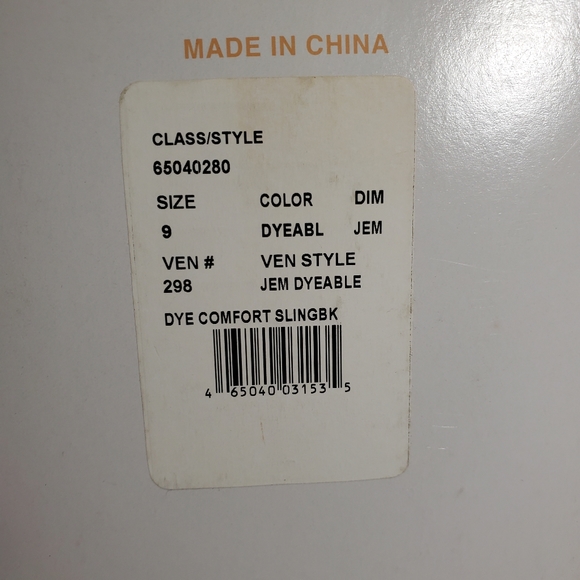 MADE IN CHINA
CLASS/STYLE
65040280
SIZE COLOR DIM
9 DYEABL JEM
VEN # VEN STYLE
298 JEM DYEABLE
DYE COMFORT SLINGBK
4 65040 03153 5